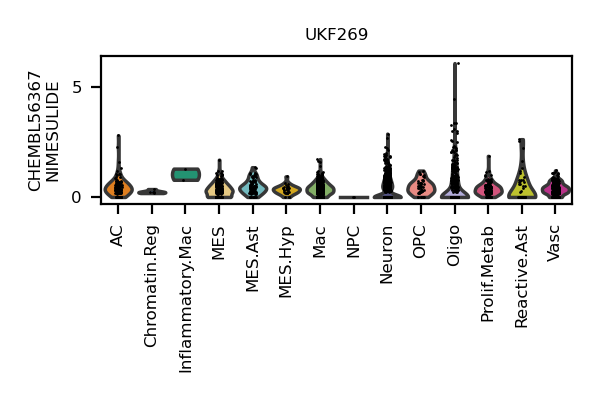 UKF269
CHEMBL56367
NIMESULIDE
5
0
AC
Chromatin.Reg
Inflammatory.Mac
MES
MES.Ast
MES.Hyp
Mac
NPC
Neuron
OPC
Oligo
Prolif.Metab
Reactive.Ast
Vasc